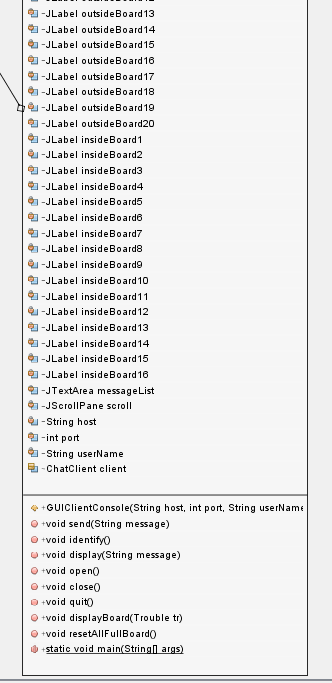 -JLabel outsideBoard13
-JLabel outsideBoard14
-JLabel outsideBoard15
-JLabel outsideBoard16
-JLabel outsideBoard17
-JLabel outsideBoard18
-JLabel outsideBoard19
-JLabel outsideBoard20
-JLabel insideBoard1
-JLabel insideBoard2
-JLabel insideBoard3
-JLabel insideBoard4
-JLabel insideBoard5
-JLabel insideBoard6
-JLabel insideBoard7
-JLabel insideBoard8
-JLabel insideBoard9
-JLabel insideBoard10
-JLabel insideBoard11
-JLabel insideBoard12
-JLabel insideBoard13
-JLabel insideBoard14
-JLabel insideBoard15
-JLabel insideBoard16
-JTextArea messageList
-JScrollPane scroll
-String host
-int port
-String userName
~ChatClient client
+GUIClientConsole(String host, int port, String userName
+void send(String message)
+void identify()
+void display(String message)
+void open()
+void close()
+void quit()
+void displayBoard(Trouble tr)
+void resetAllFullBoard()
+static void main(String[] args)